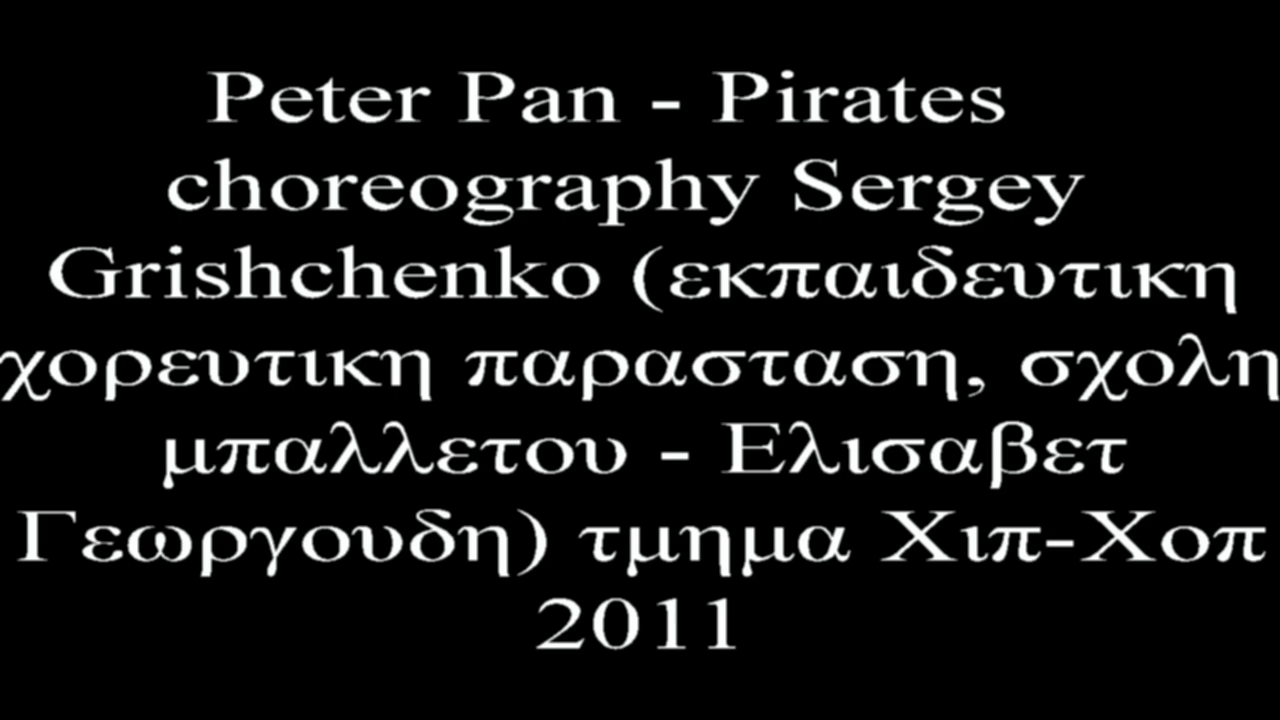 Peter Pan - Pirates
choreography Sergey
Grishchenko (εκπαιδευτικη
χορευτικη παρασταση, σχολη
μπαλλετου - Ελισαβετ
Γεωργουδη) τμημα Χιπ-Χοπ
2011